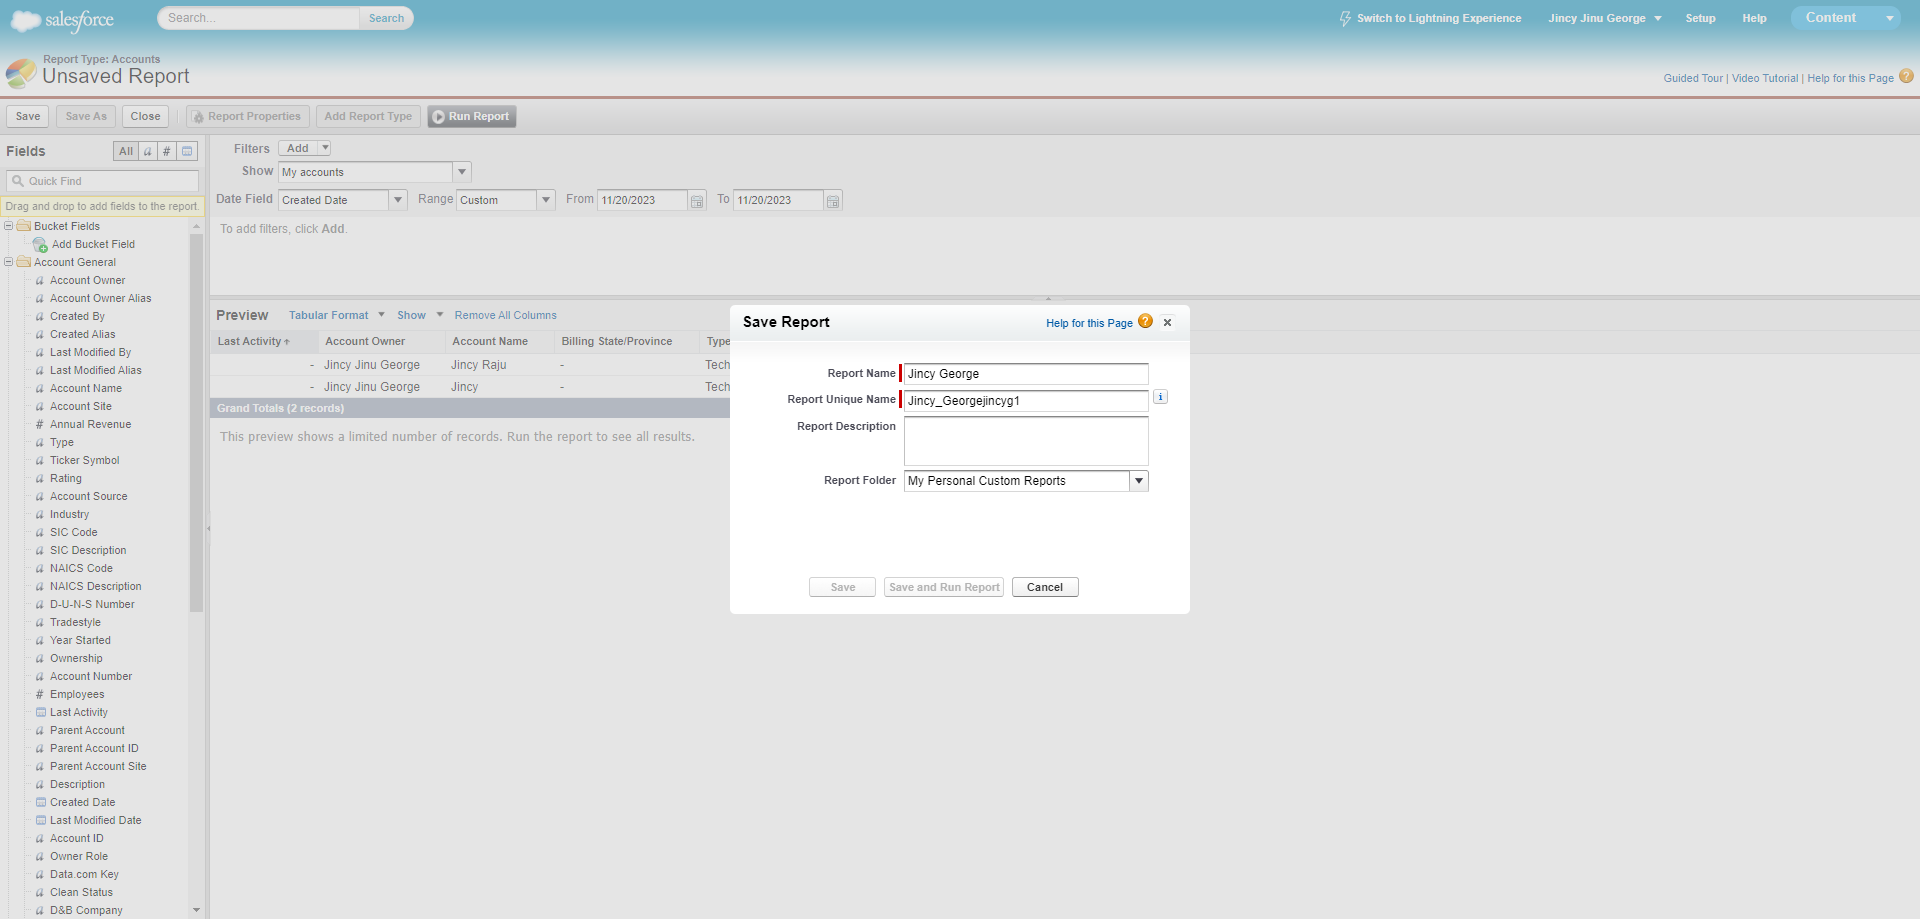 salesforce
Search...
Search
Switch to Lightning Experience
Jincy Jinu George
Setup
Help
Content
Report Type: Accounts
Unsaved Report
Guided Tour | Video Tutorial | Help for this Page ?
Save
Save As
Close
Report Properties
Add Report Type
Run Report
Fields
All
a
#
Quick Find
Drag and drop to add fields to the report.
Bucket Fields
Add Bucket Field
Account General
a Account Owner
a Account Owner Alias
a Created By
a Created Alias
a Last Modified By
a Last Modified Alias
a Account Name
a Account Site
# Annual Revenue
a Type
a Ticker Symbol
a Rating
a Account Source
a Industry
a SIC Code
a SIC Description
a NAICS Code
a NAICS Description
a D-U-N-S Number
a Tradestyle
a Year Started
a Ownership
a Account Number
# Employees
Last Activity
a Parent Account
a Parent Account ID
a Parent Account Site
a Description
Created Date
Last Modified Date
a Account ID
a Owner Role
a Data.com Key
a Clean Status
a D&B Company
Filters
Add
Show
My accounts
Date Field
Created Date
Range
Custom
From
11/20/2023
To
11/20/2023
To add filters, click Add.
Preview
Tabular Format
Show
Remove All Columns
Last Activity
Account Owner
Account Name
Billing State/Province
Type
- Jincy Jinu George Jincy Raju - Tech
- Jincy Jinu George Jincy - Tech
Grand Totals (2 records)
This preview shows a limited number of records. Run the report to see all results.
Save Report
Help for this Page ?
Report Name
Jincy George
Report Unique Name
Jincy_Georgejincyg1
i
Report Description
Report Folder
My Personal Custom Reports
Save
Save and Run Report
Cancel